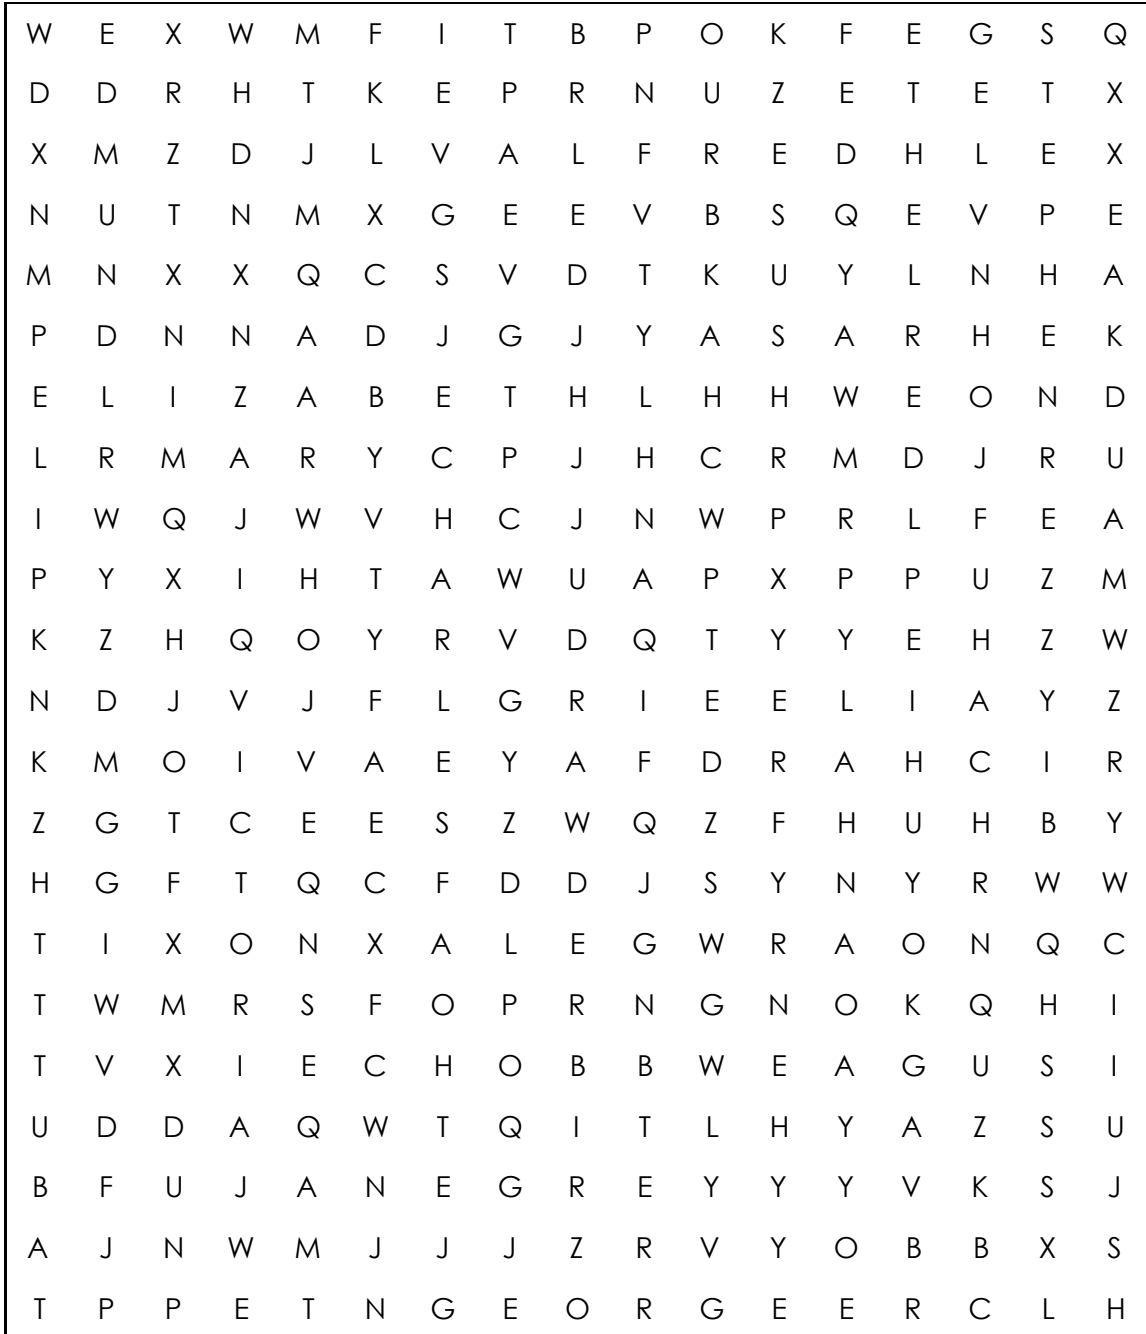 W E X W M F I T B P O K F E G S Q
D D R H T K E P R N U Z E T E T X
X M Z D J L V A L F R E D H L E X
N U T N M X G E E V B S Q E V P E
M N X X Q C S V D T K U Y L N H A
P D N N A D J G J Y A S A R H E K
E L I Z A B E T H L H H W E O N D
L R M A R Y C P J H C R M D J R U
I W Q J W V H C J N W P R L F E A
P Y X I H T A W U A P X P P U Z M
K Z H Q O Y R V D Q T Y Y E H Z W
N D J V J F L G R I E E L I A Y Z
K M O I V A E Y A F D R A H C I R
Z G T C E E S Z W Q Z F H U H B Y
H G F T Q C F D D J S Y N Y R W W
T I X O N X A L E G W R A O N Q C
T W M R S F O P R N G N O K Q H I
T V X I E C H O B B W E A G U S I
U D D A Q W T Q I T L H Y A Z S U
B F U J A N E G R E Y Y Y V K S J
A J N W M J J J Z R V Y O B B X S
T P P E T N G E O R G E E R C L H